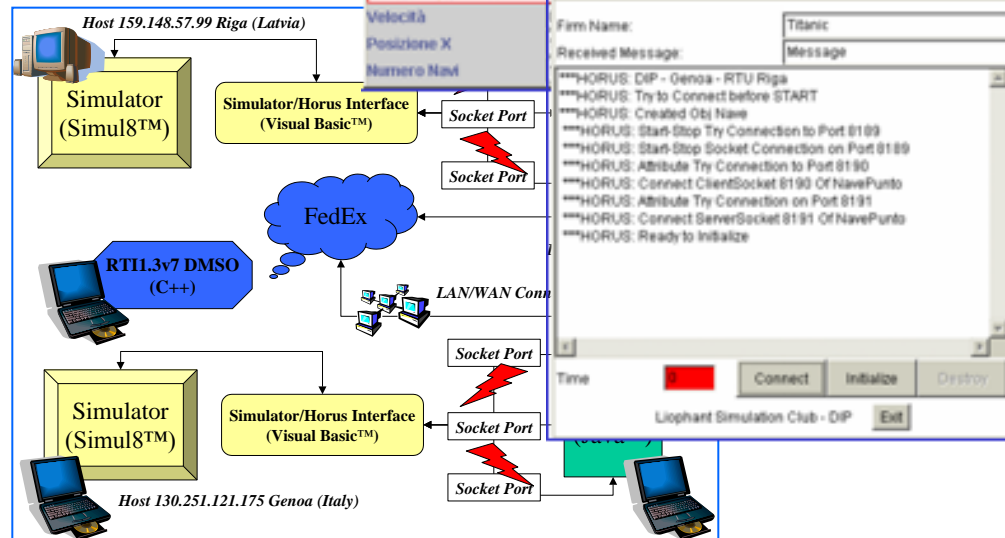 Host 159.148.57.99 Riga (Latvia)
Simulator
(Simul8™)
Simulator/Horus Interface
(Visual Basic™)
Velocità
Posizione X
Numero Navi
Socket Port
Socket Port
FedEx
RTI1.3v7 DMSO
(C++)
LAN/WAN Conn
Firm Name:
Titanic
Received Message:
Message
****HORUS: DIP - Genoa - RTU Riga
****HORUS: Try to Connect before START
****HORUS: Created Obj Nave
****HORUS: Start-Stop Try Connection to Port 8189
****HORUS: Start-Stop Socket Connection on Port 8189
****HORUS: Attribute Try Connection to Port 8190
****HORUS: Connect ClientSocket 8190 Of NavePunto
****HORUS: Attribute Try Connection on Port 8191
****HORUS: Connect ServerSocket 8191 Of NavePunto
****HORUS: Ready to Initialize
Time
0
Connect
Initialize
Destroy
Liophant Simulation Club - DIP
Exit
Simulator
(Simul8™)
Simulator/Horus Interface
(Visual Basic™)
Socket Port
Socket Port
Socket Port
Host 130.251.121.175 Genoa (Italy)